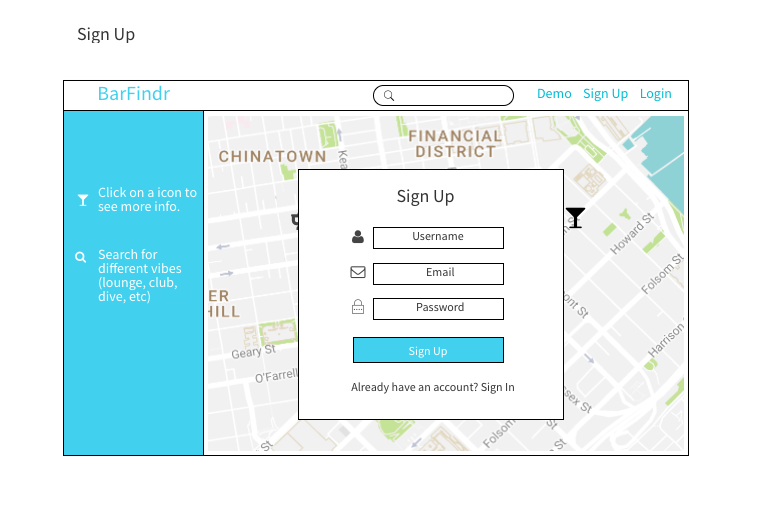 Sign Up
BarFindr
Demo Sign Up Login
Click on a icon to
see more info.
Search for
different vibes
(lounge, club,
dive, etc)
CHINATOWN
FINANCIAL
DISTRICT
Kea
ER
HILL
Geary St
O'Farrell
St
Howard St
Folsom St
Harrison
ont St
ssex St
Folsom
St
Sign Up
Username
Email
Password
Sign Up
Already have an account? Sign In